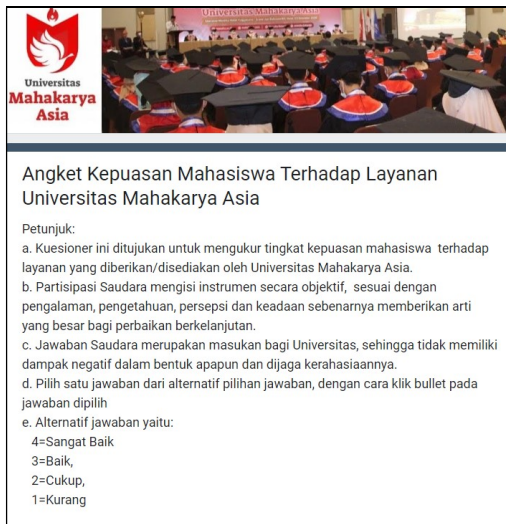 Universitas Mahakarya Asia
Universitas
Mahakarya
Asia
Angket Kepuasan Mahasiswa Terhadap Layanan
Universitas Mahakarya Asia
Petunjuk:
a. Kuesioner ini ditujukan untuk mengukur tingkat kepuasan mahasiswa  terhadap
layanan yang diberikan/disediakan oleh Universitas Mahakarya Asia.
b. Partisipasi Saudara mengisi instrumen secara objektif,  sesuai dengan
pengalaman, pengetahuan, persepsi dan keadaan sebenarnya memberikan arti
yang besar bagi perbaikan berkelanjutan.
c. Jawaban Saudara merupakan masukan bagi Universitas, sehingga tidak memiliki
dampak negatif dalam bentuk apapun dan dijaga kerahasiaannya.
d. Pilih satu jawaban dari alternatif pilihan jawaban, dengan cara klik bullet pada
jawaban dipilih
e. Alternatif jawaban yaitu:
4=Sangat Baik
3=Baik,
2=Cukup,
1=Kurang